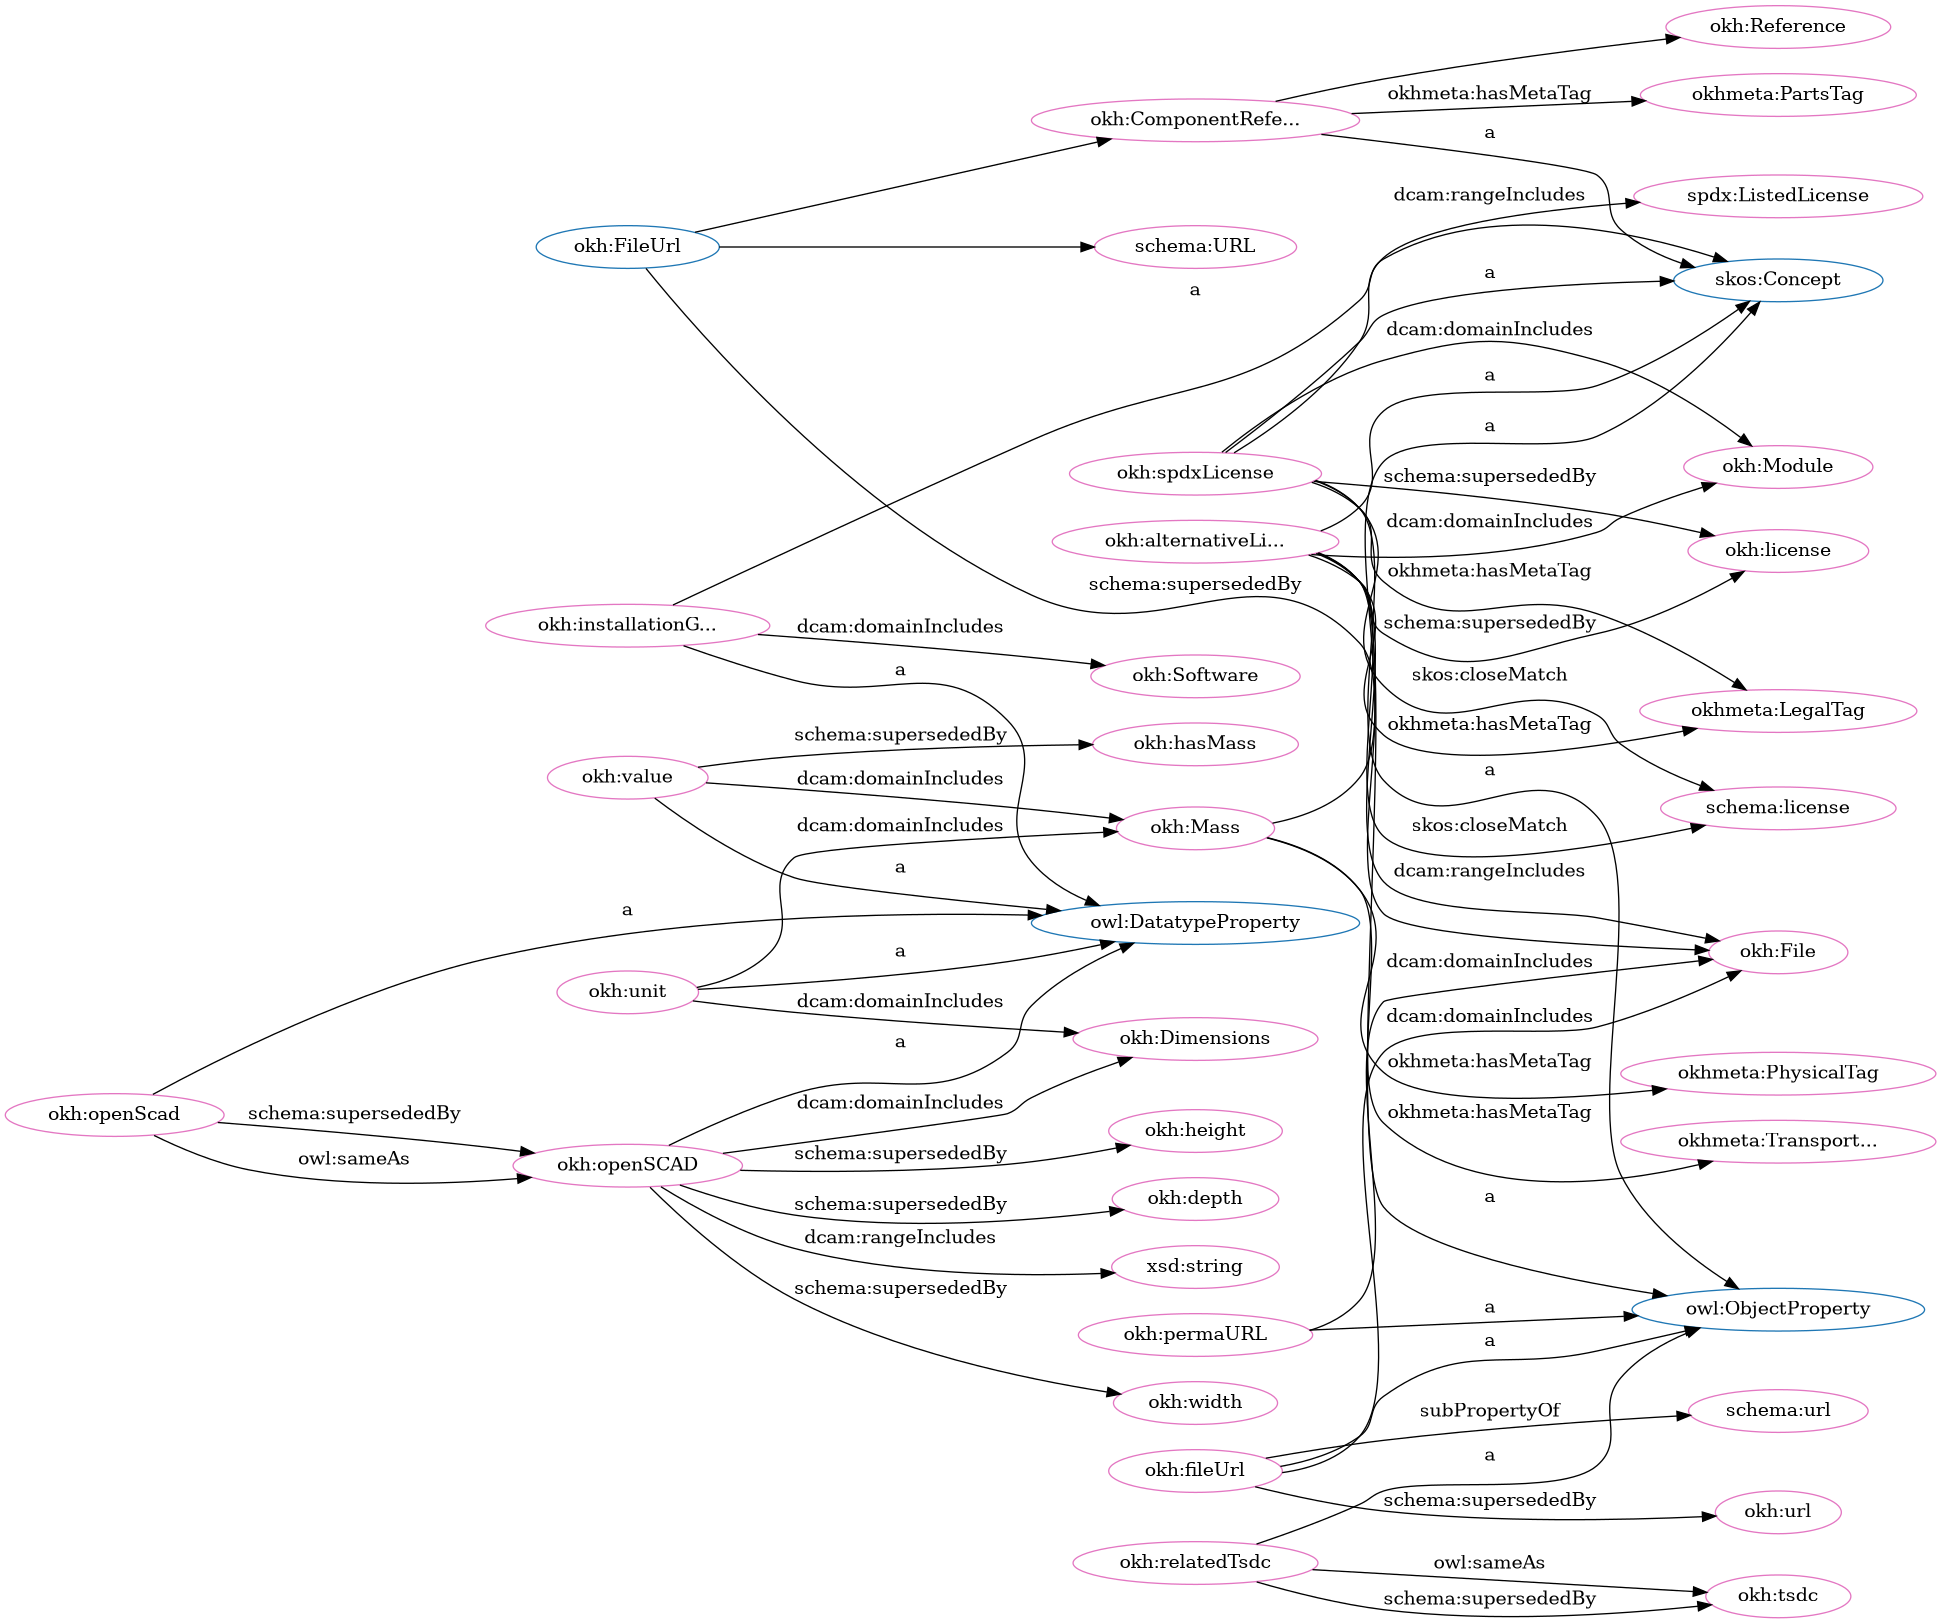 okh:Reference
okhmeta:hasMetaTag
okhmeta:PartsTag
okh:ComponentRefe...
a
dcam:rangeIncludes
spdx:ListedLicense
okh:FileUrl
schema:URL
a
a
skos:Concept
dcam:domainIncludes
a
a
okh:spdxLicense
schema:supersededBy
okh:Module
dcam:domainIncludes
okh:alternativeLi...
okh:license
okhmeta:hasMetaTag
schema:supersededBy
okh:installationG...
dcam:domainIncludes
schema:supersededBy
a
okh:Software
skos:closeMatch
okhmeta:LegalTag
okhmeta:hasMetaTag
schema:supersededBy
okh:hasMass
okh:value
dcam:domainIncludes
a
schema:license
dcam:domainIncludes
okh:Mass
skos:closeMatch
a
dcam:rangeIncludes
a
owl:DatatypeProperty
a
okh:File
dcam:domainIncludes
okh:unit
dcam:domainIncludes
dcam:domainIncludes
okh:Dimensions
a
okhmeta:hasMetaTag
okhmeta:PhysicalTag
dcam:domainIncludes
okh:openScad
schema:supersededBy
okhmeta:hasMetaTag
okh:height
okhmeta:Transport...
owl:sameAs
okh:openSCAD
schema:supersededBy
schema:supersededBy
okh:depth
a
dcam:rangeIncludes
xsd:string
schema:supersededBy
a
owl:ObjectProperty
okh:permaURL
a
okh:width
subPropertyOf
schema:url
a
okh:fileUrl
schema:supersededBy
okh:url
okh:relatedTsdc
owl:sameAs
schema:supersededBy
okh:tsdc